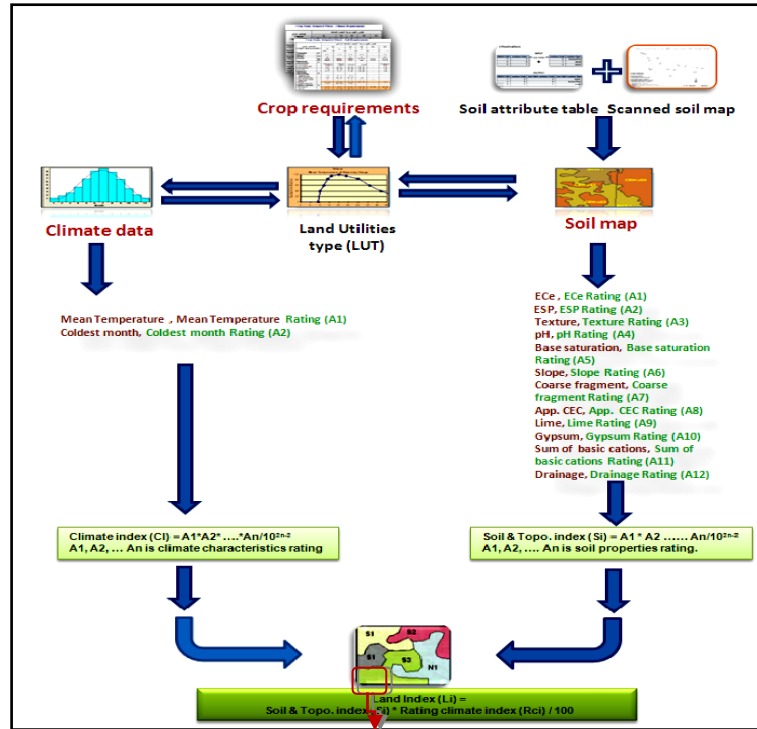 Crop requirements
Soil attribute table Scanned soil map
Climate data
Land Utilities
type (LUT)
Soil map
Mean Temperature , Mean Temperature Rating (A1)
Coldest month, Coldest month Rating (A2)
ECe, ECe Rating (A1)
ESP, ESP Rating (A2)
Texture, Texture Rating (A3)
pH, pH Rating (A4)
Base saturation, Base saturation
Rating (A5)
Slope, Slope Rating (A6)
Coarse fragment, Coarse
fragment Rating (A7)
App. CEC, App. CEC Rating (A8)
Lime, Lime Rating (A9)
Gypsum, Gypsum Rating (A10)
Sum of basic cations, Sum of
basic cations Rating (A11)
Drainage, Drainage Rating (A12)
Climate index (CI) = A1*A2* ….*An/10²ⁿ⁻²
A1, A2, … An is climate characteristics rating
Soil & Topo. index (Si) = A1 * A2 …… An/10²ⁿ⁻²
A1, A2, …. An is soil properties rating.
S1
S2
S1
S3
N1
Land Index (Li) =
Soil & Topo. index (Si) * Rating climate index (Rci) / 100